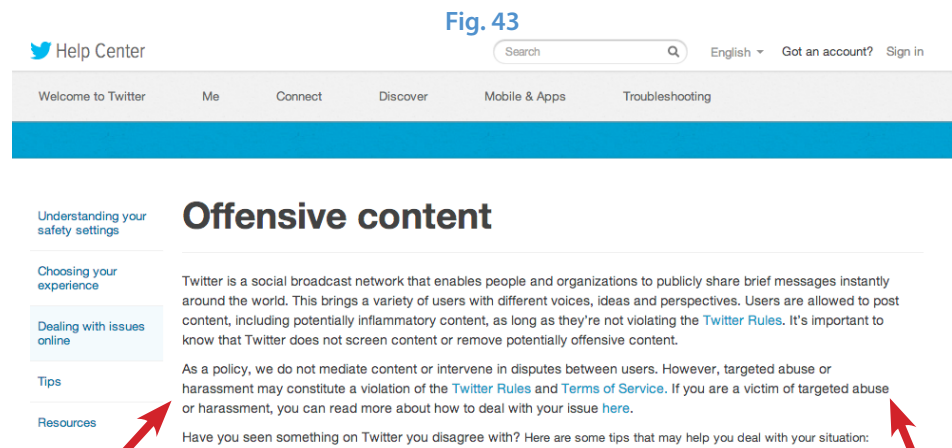 Fig. 43
Help Center Search English Got an account? Sign in
Welcome to Twitter Me Connect Discover Mobile & Apps Troubleshooting
Offensive content
Understanding your
safety settings
Choosing your
experience
Dealing with issues
online
Tips
Resources
Twitter is a social broadcast network that enables people and organizations to publicly share brief messages instantly
around the world. This brings a variety of users with different voices, ideas and perspectives. Users are allowed to post
content, including potentially inflammatory content, as long as they're not violating the Twitter Rules. It's important to
know that Twitter does not screen content or remove potentially offensive content.
As a policy, we do not mediate content or intervene in disputes between users. However, targeted abuse or
harassment may constitute a violation of the Twitter Rules and Terms of Service. If you are a victim of targeted abuse
or harassment, you can read more about how to deal with your issue here.
Have you seen something on Twitter you disagree with? Here are some tips that may help you deal with your situation: